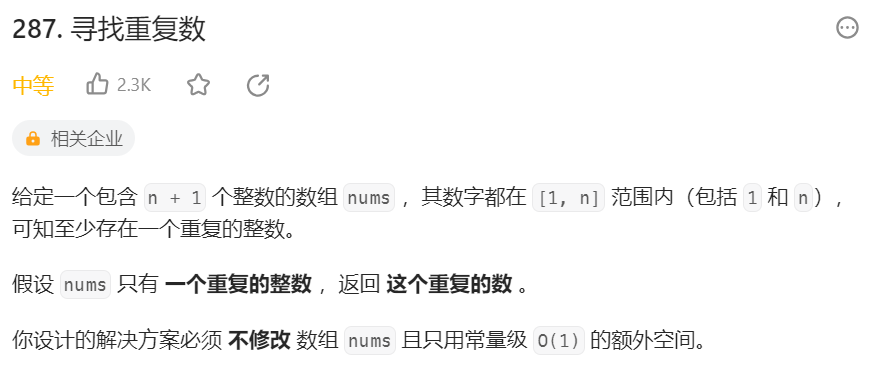 287. 寻找重复数
中等 2.3K
相关企业
给定一个包含 n + 1 个整数的数组 nums ，其数字都在 [1, n] 范围内（包括 1 和 n），
可知至少存在一个重复的整数。
假设 nums 只有 一个重复的整数 ，返回 这个重复的数 。
你设计的解决方案必须 不修改 数组 nums 且只用常量级 O(1) 的额外空间。